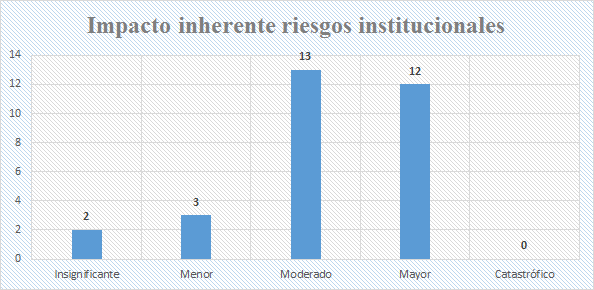 Impacto inherente riesgos institucionales
14
12
10
8
6
4
2
0
2
3
13
12
0
Insignificante
Menor
Moderado
Mayor
Catastrófico